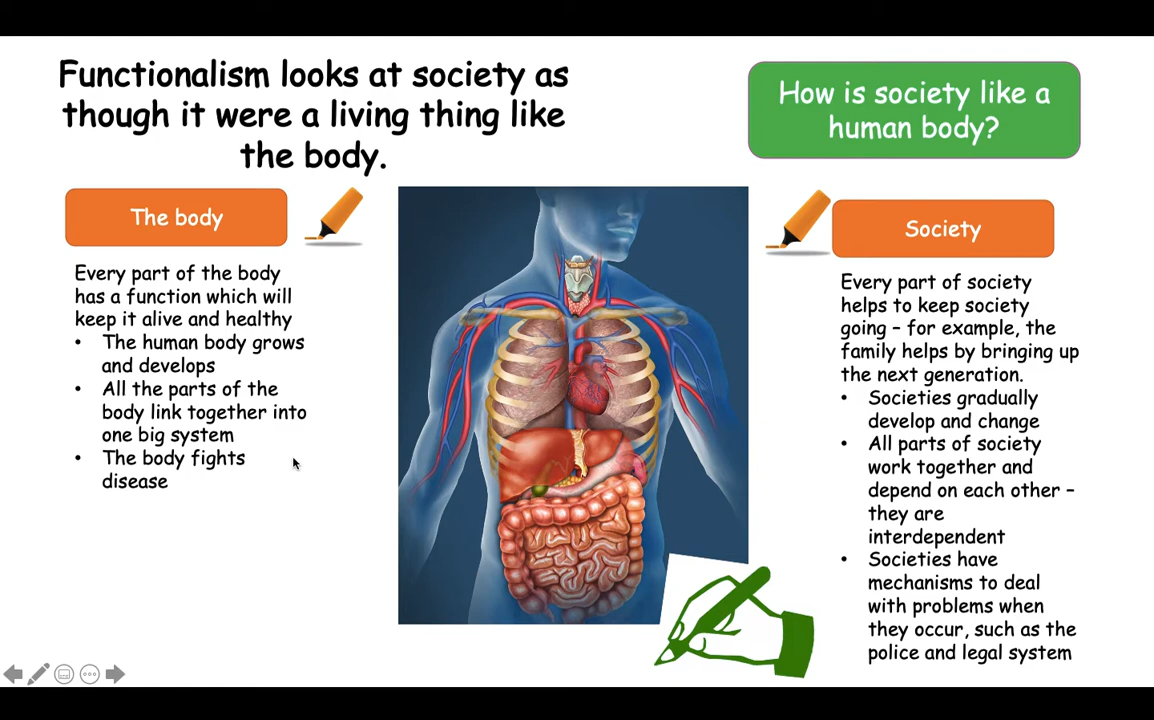 Functionalism looks at society as
though it were a living thing like
the body.
How is society like a
human body?
The body
Every part of the body
has a function which will
keep it alive and healthy
• The human body grows
and develops
• All the parts of the
body link together into
one big system
• The body fights
disease
Society
Every part of society
helps to keep society
going – for example, the
family helps by bringing up
the next generation.
• Societies gradually
develop and change
• All parts of society
work together and
depend on each other –
they are
interdependent
• Societies have
mechanisms to deal
with problems when
they occur, such as the
police and legal system